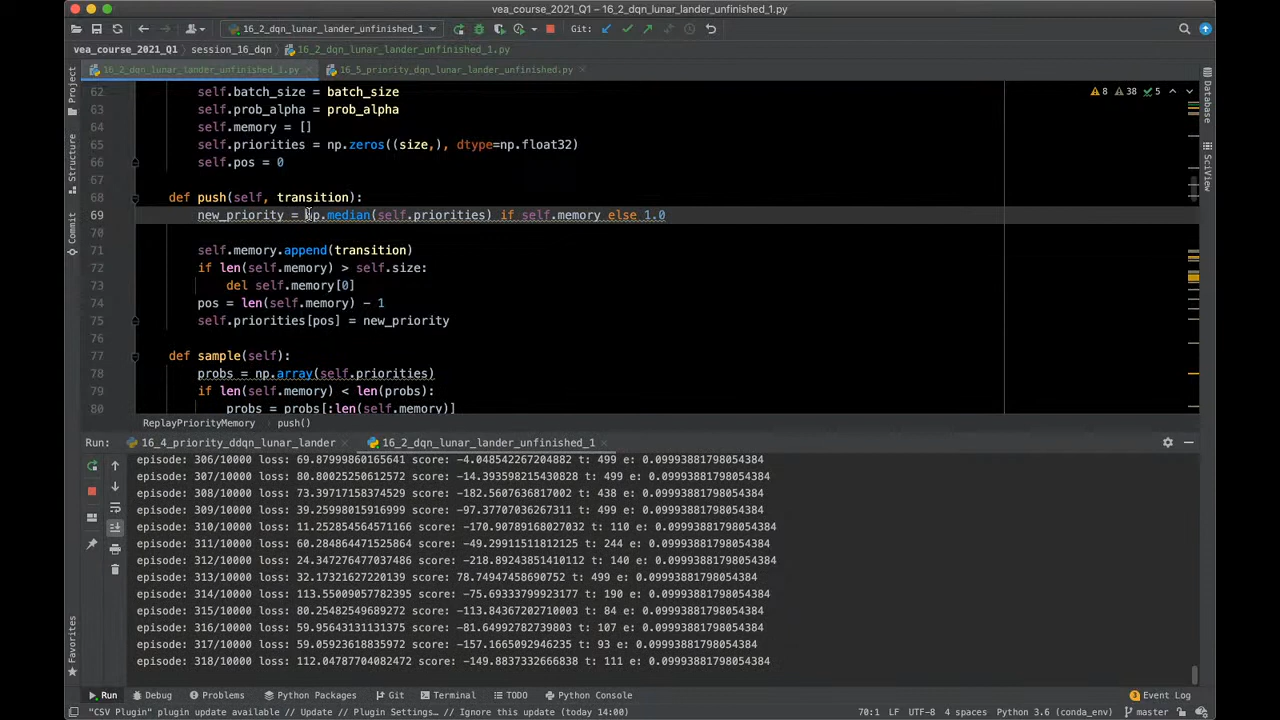 vea_course_2021_Q1 – 16_2_dqn_lunar_lander_unfinished_1.py
16_2_dqn_lunar_lander_unfinished_1 Git:
vea_course_2021_Q1 session_16_dqn 16_2_dqn_lunar_lander_unfinished_1.py
16_2_dqn_lunar_lander_unfinished_1.py 16_5_priority_dqn_lunar_lander_unfinished.py
Project
Structure
Commit
Favorites
Database
SciView
8 38 5
62 self.batch_size = batch_size
63 self.prob_alpha = prob_alpha
64 self.memory = []
65 self.priorities = np.zeros((size,), dtype=np.float32)
66 self.pos = 0
67
68 def push(self, transition):
69 new_priority = np.median(self.priorities) if self.memory else 1.0
70
71 self.memory.append(transition)
72 if len(self.memory) > self.size:
73 del self.memory[0]
74 pos = len(self.memory) - 1
75 self.priorities[pos] = new_priority
76
77 def sample(self):
78 probs = np.array(self.priorities)
79 if len(self.memory) < len(probs):
80 probs = probs[:len(self.memory)]
ReplayPriorityMemory push()
Run: 16_4_priority_ddqn_lunar_lander 16_2_dqn_lunar_lander_unfinished_1
episode: 306/10000 loss: 69.87999860165641 score: -4.048542267204882 t: 499 e: 0.09993881798054384
episode: 307/10000 loss: 80.80025250612572 score: -14.393598215430828 t: 499 e: 0.09993881798054384
episode: 308/10000 loss: 73.39717158374529 score: -182.5607636817002 t: 438 e: 0.09993881798054384
episode: 309/10000 loss: 39.25998015916999 score: -97.37707036267311 t: 499 e: 0.09993881798054384
episode: 310/10000 loss: 11.252854564571166 score: -170.90789168027032 t: 110 e: 0.09993881798054384
episode: 311/10000 loss: 60.284864471525864 score: -49.29911511812125 t: 244 e: 0.09993881798054384
episode: 312/10000 loss: 24.347276477037486 score: -218.89243851410112 t: 140 e: 0.09993881798054384
episode: 313/10000 loss: 32.17321627220139 score: 78.74947458690752 t: 499 e: 0.09993881798054384
episode: 314/10000 loss: 113.55009057782395 score: -75.69333799923177 t: 190 e: 0.09993881798054384
episode: 315/10000 loss: 80.25482549689272 score: -113.84367202710003 t: 84 e: 0.09993881798054384
episode: 316/10000 loss: 59.95643131131375 score: -81.64992782739803 t: 107 e: 0.09993881798054384
episode: 317/10000 loss: 59.05923618835972 score: -157.1665092946235 t: 93 e: 0.09993881798054384
episode: 318/10000 loss: 112.04787704082472 score: -149.8837332666838 t: 111 e: 0.09993881798054384
Run Debug Problems Python Packages Git Terminal TODO Python Console 3 Event Log
"CSV Plugin" plugin update available // Update // Plugin Settings... // Ignore this update (today 14:00) 70:1 LF UTF-8 4 spaces Python 3.6 (conda_env) master